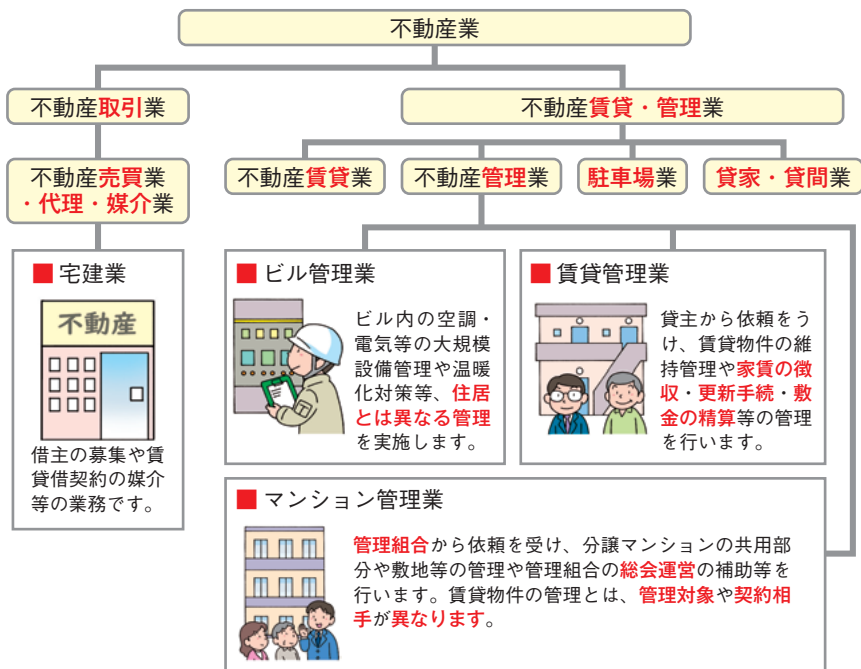 不動産業
不動産取引業
不動産賃貸・管理業
不動産売買業
・代理・媒介業
不動産賃貸業
不動産管理業
駐車場業
貸家・貸間業
■ 宅建業
不動産
借主の募集や賃
貸借契約の媒介
等の業務です。
■ ビル管理業
ビル内の空調・
電気等の大規模
設備管理や温暖
化対策等、住居
とは異なる管理
を実施します。
■ 賃貸管理業
貸主から依頼をう
け、賃貸物件の維
持管理や家賃の徴
収・更新手続・敷
金の精算等の管理
を行います。
■ マンション管理業
管理組合から依頼を受け、分譲マンションの共用部
分や敷地等の管理や管理組合の総会運営の補助等を
行います。賃貸物件の管理とは、管理対象や契約相
手が異なります。